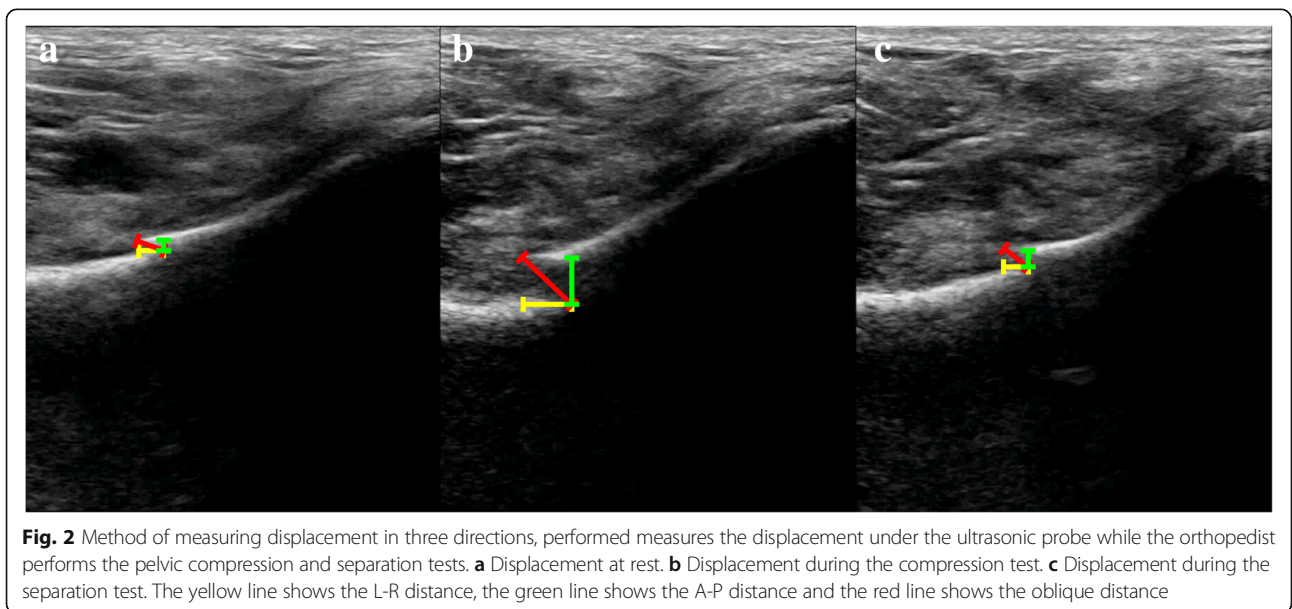 a
b
c
Fig. 2 Method of measuring displacement in three directions, performed measures the displacement under the ultrasonic probe while the orthopedist
performs the pelvic compression and separation tests. a Displacement at rest. b Displacement during the compression test. c Displacement during the
separation test. The yellow line shows the L-R distance, the green line shows the A-P distance and the red line shows the oblique distance